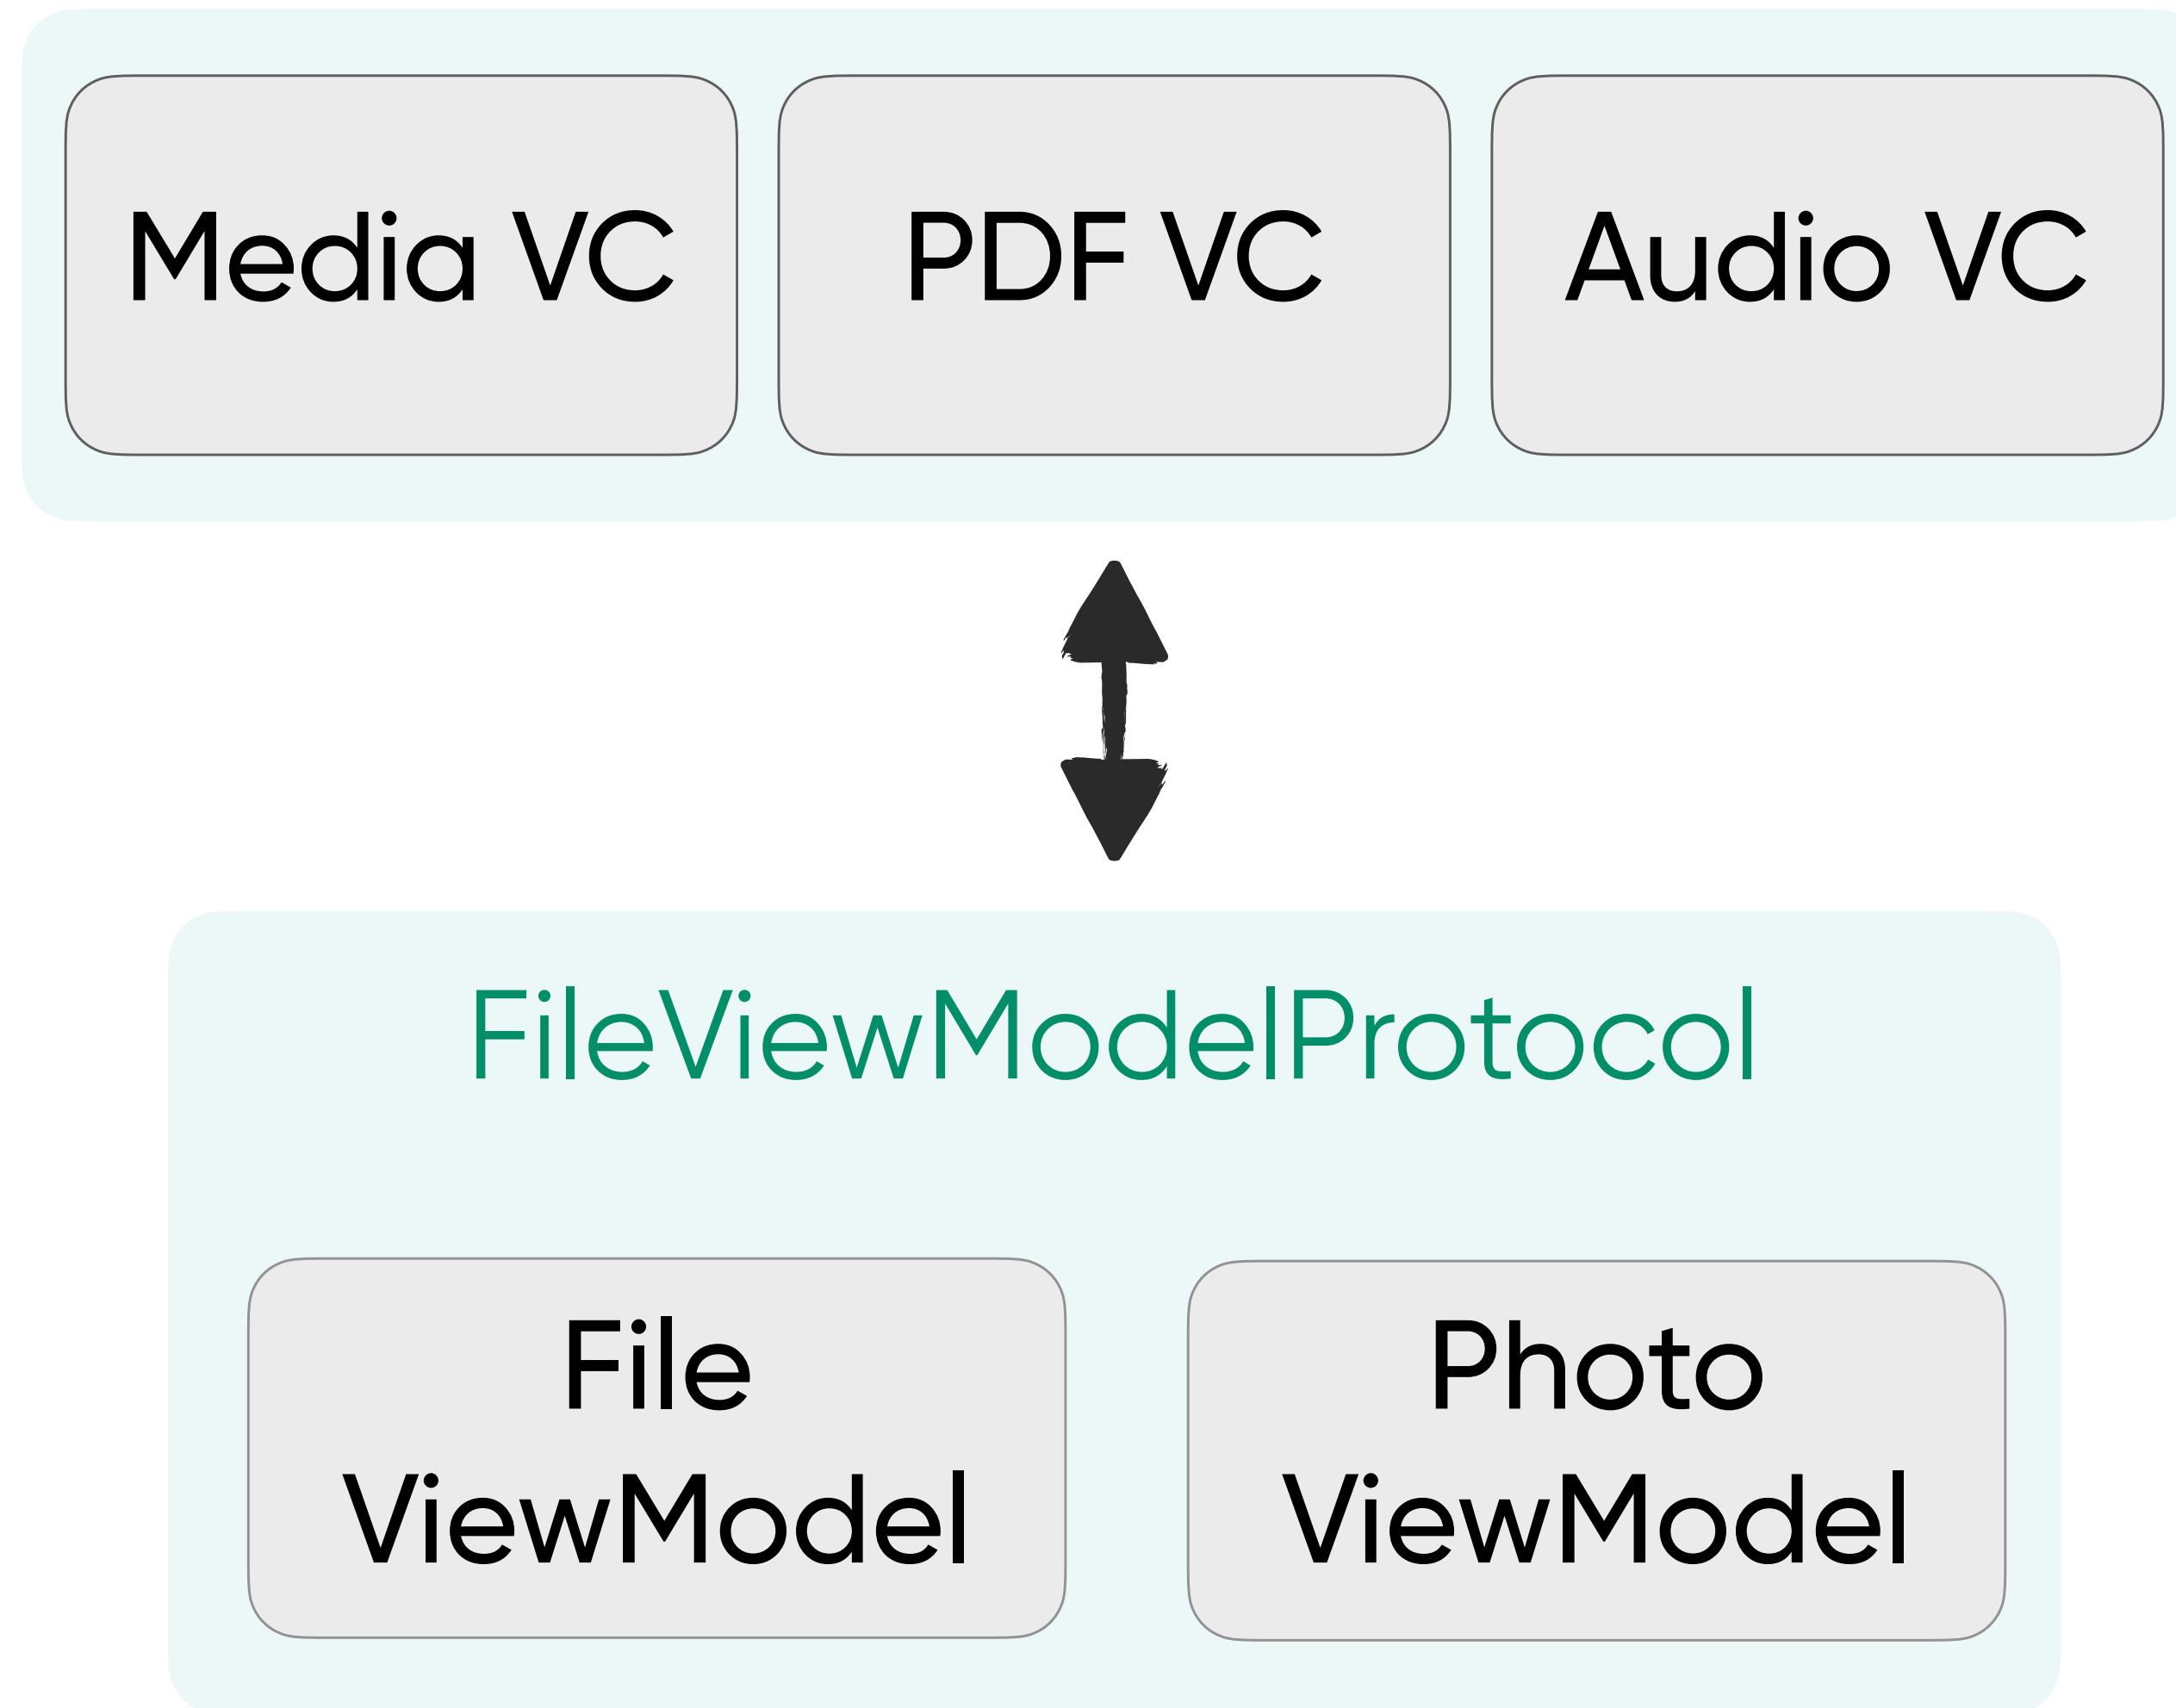 Media VC
PDF VC
Audio VC
FileViewModelProtocol
File
ViewModel
Photo
ViewModel